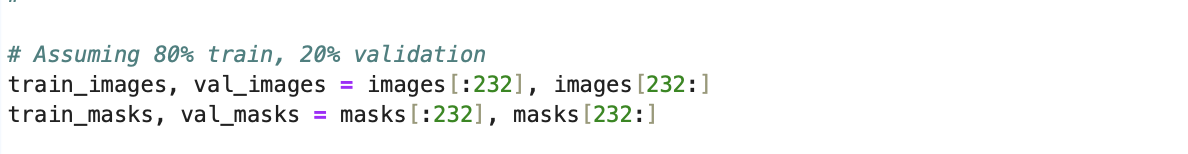 # Assuming 80% train, 20% validation
train_images, val_images = images[:232], images[232:]
train_masks, val_masks = masks[:232], masks[232:]